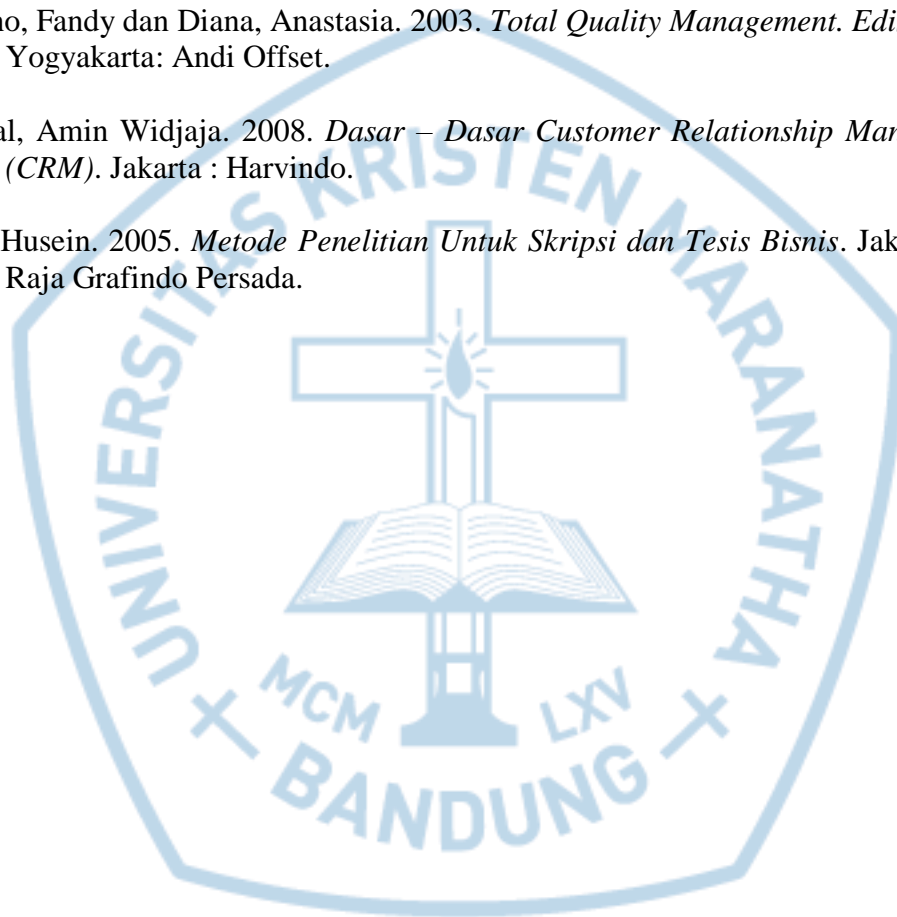 no, Fandy dan Diana, Anastasia. 2003. Total Quality Management. Edi
Yogyakarta: Andi Offset.
al, Amin Widjaja. 2008. Dasar – Dasar Customer Relationship Man
(CRM). Jakarta : Harvindo.
Husein. 2005. Metode Penelitian Untuk Skripsi dan Tesis Bisnis. Jak
Raja Grafindo Persada.
UNIVERSITAS KRISTEN MARANATHA
MCM LXV
BANDUNG